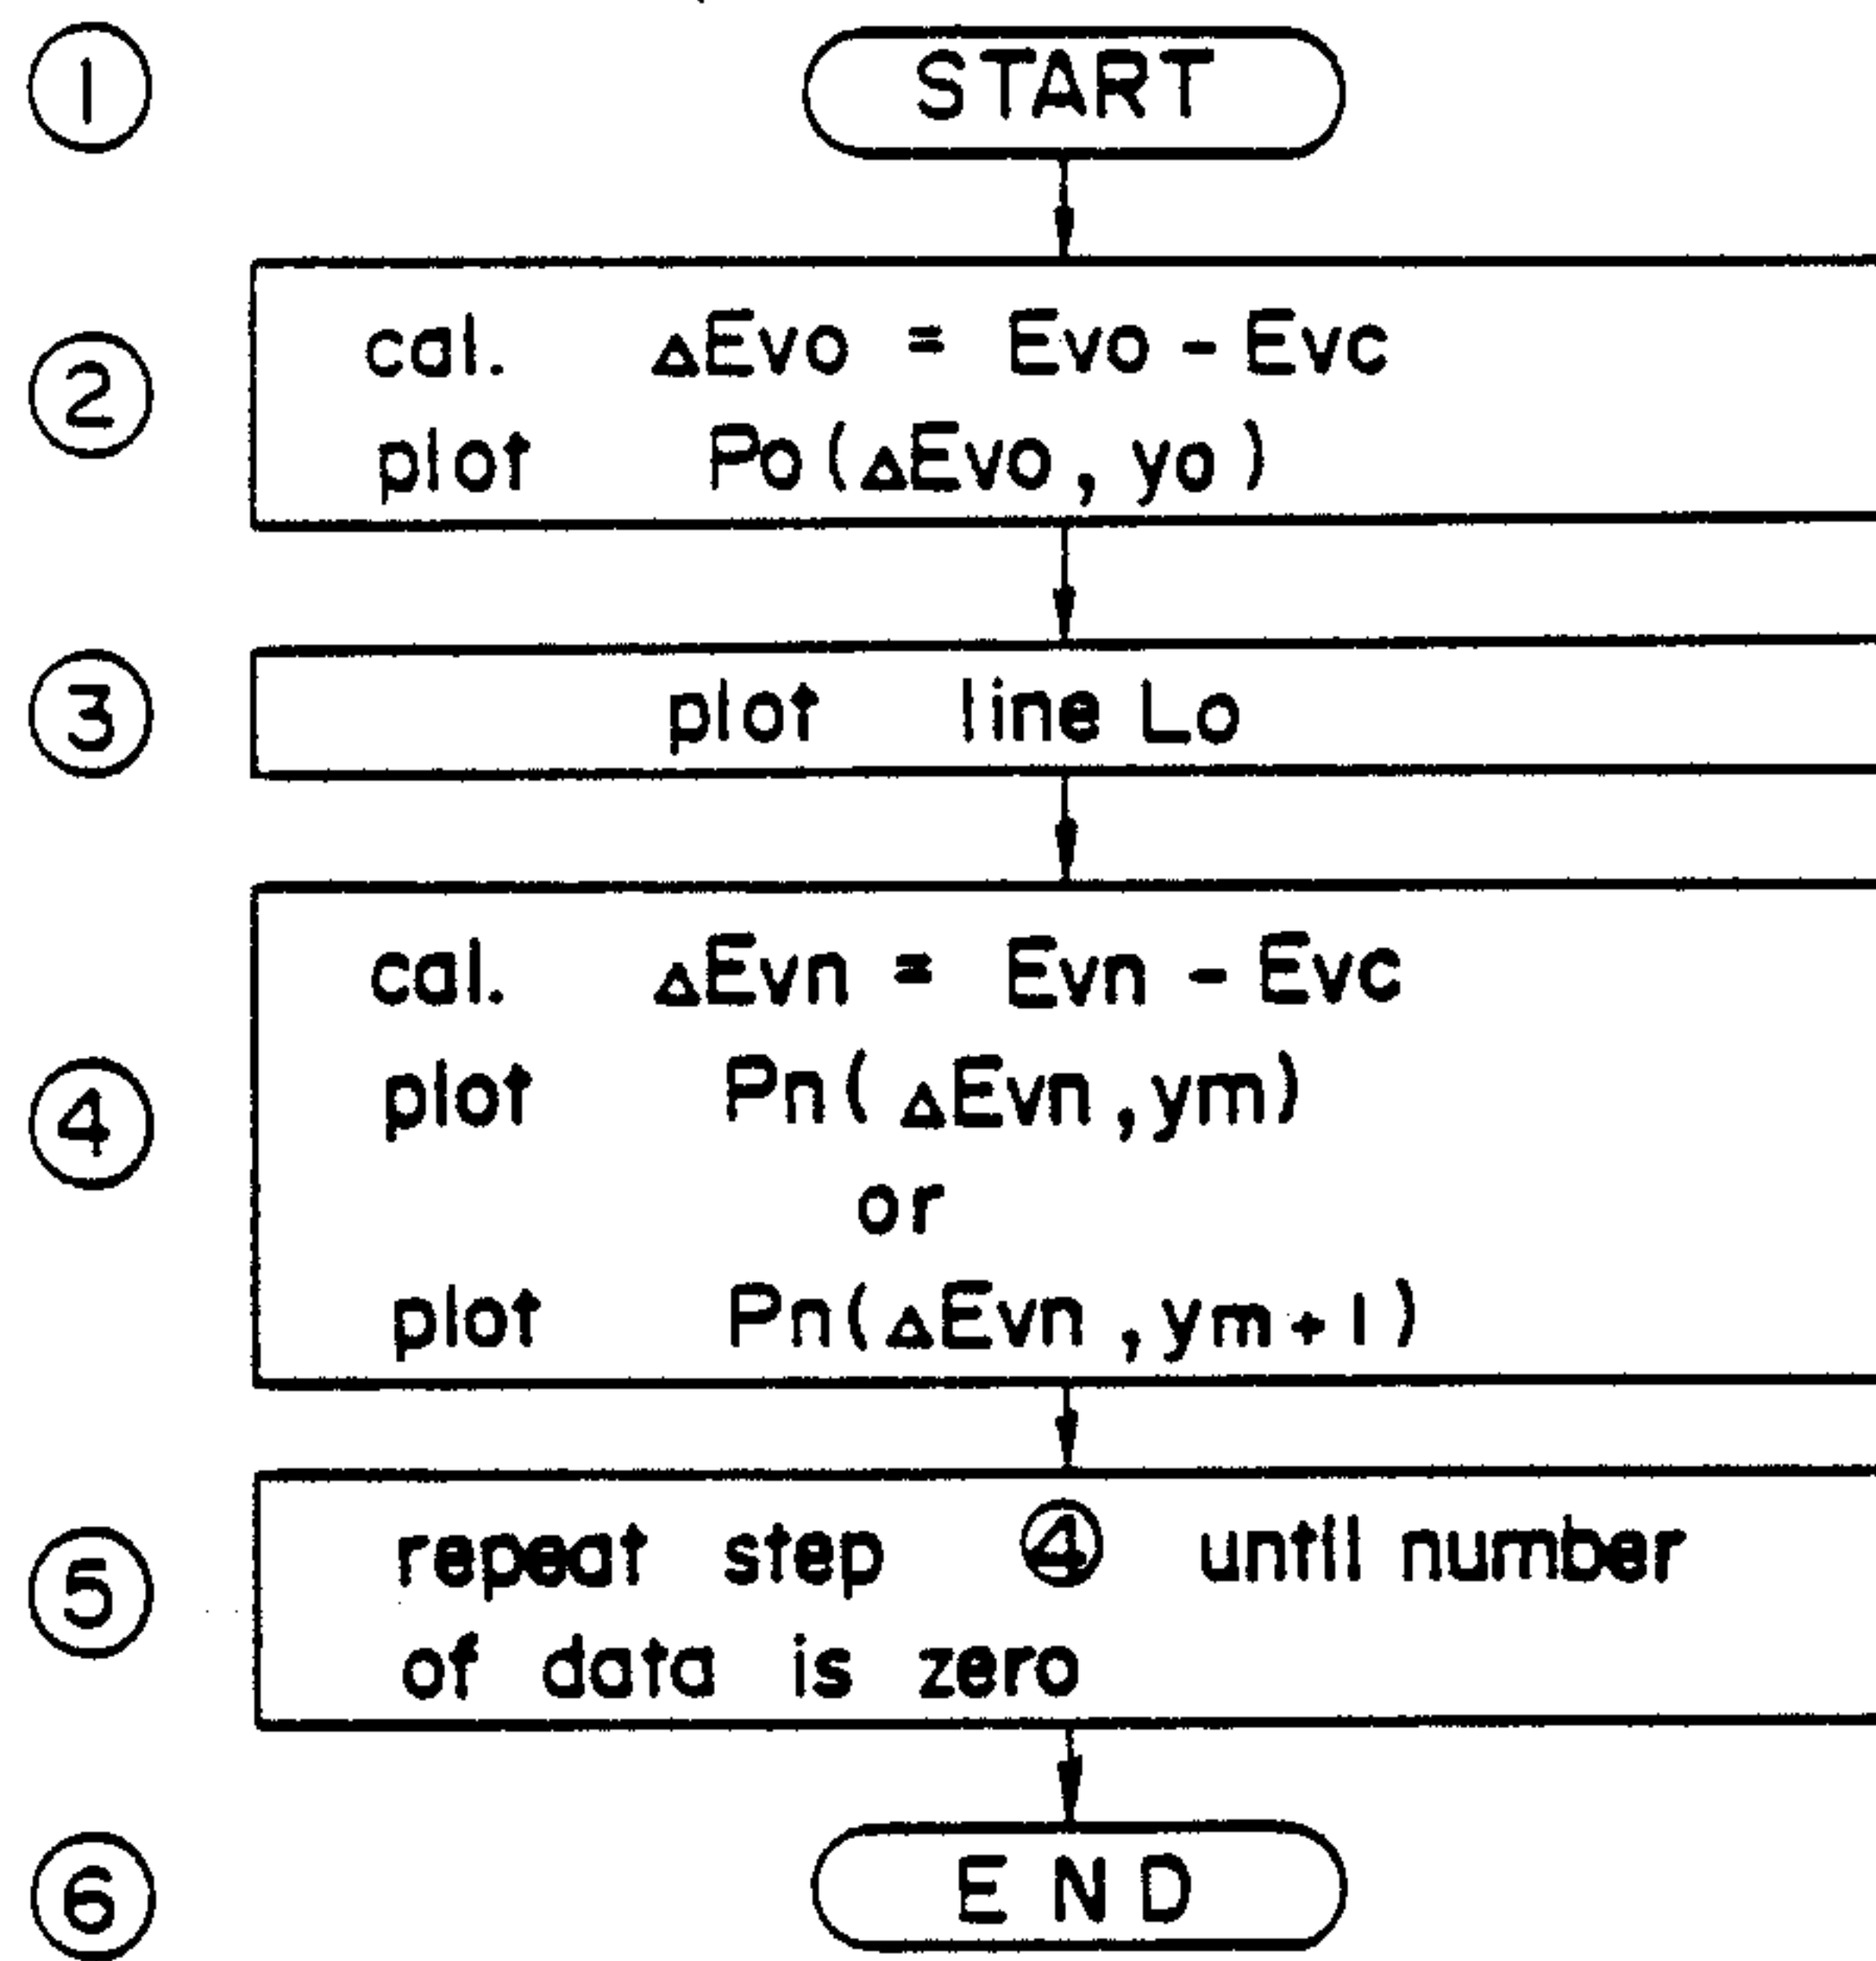 ① START
② cal. ΔEvo = Evo - Evc
plot Po(ΔEvo, yo)
③ plot line Lo
④ cal. ΔEvn = Evn - Evc
plot Pn(ΔEvn,ym)
or
plot Pn(ΔEvn,ym+1)
⑤ repeat step ④ until number
of data is zero
⑥ END